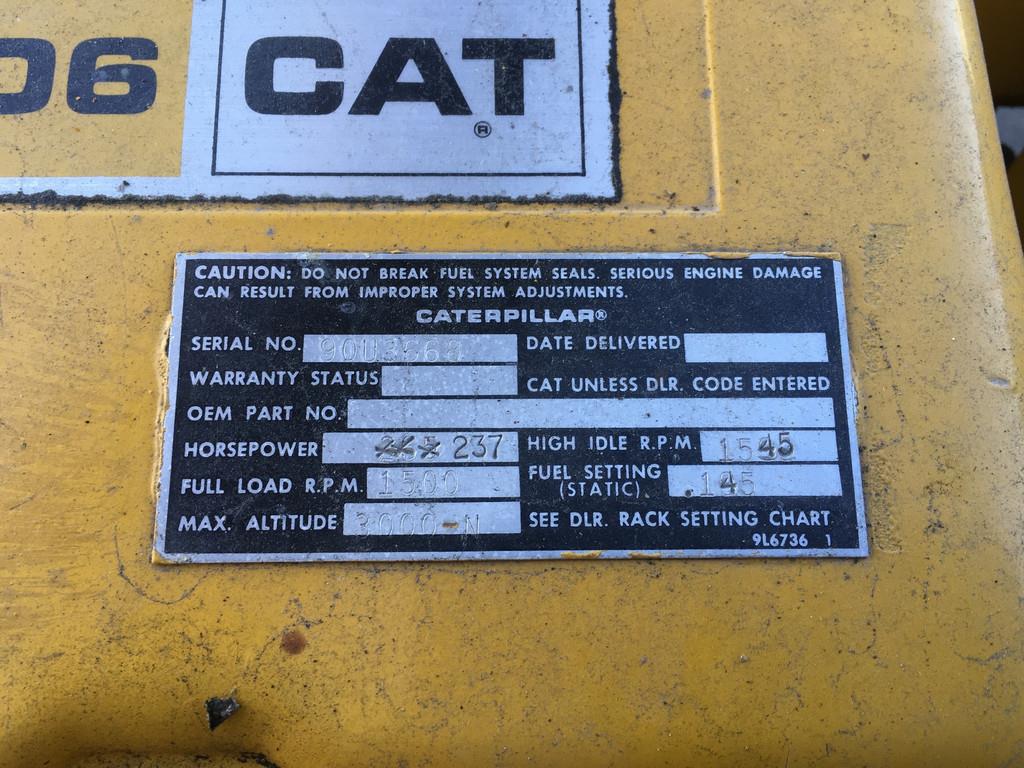 06 CAT
®
CAUTION: DO NOT BREAK FUEL SYSTEM SEALS. SERIOUS ENGINE DAMAGE
CAN RESULT FROM IMPROPER SYSTEM ADJUSTMENTS.
CATERPILLAR®
SERIAL NO. DATE DELIVERED
WARRANTY STATUS CAT UNLESS DLR. CODE ENTERED
OEM PART NO.
HORSEPOWER 237 HIGH IDLE R.P.M. 1545
FULL LOAD R.P.M. 1500 FUEL SETTING (STATIC) .145
MAX. ALTITUDE 3000-N SEE DLR. RACK SETTING CHART
9L6736 1